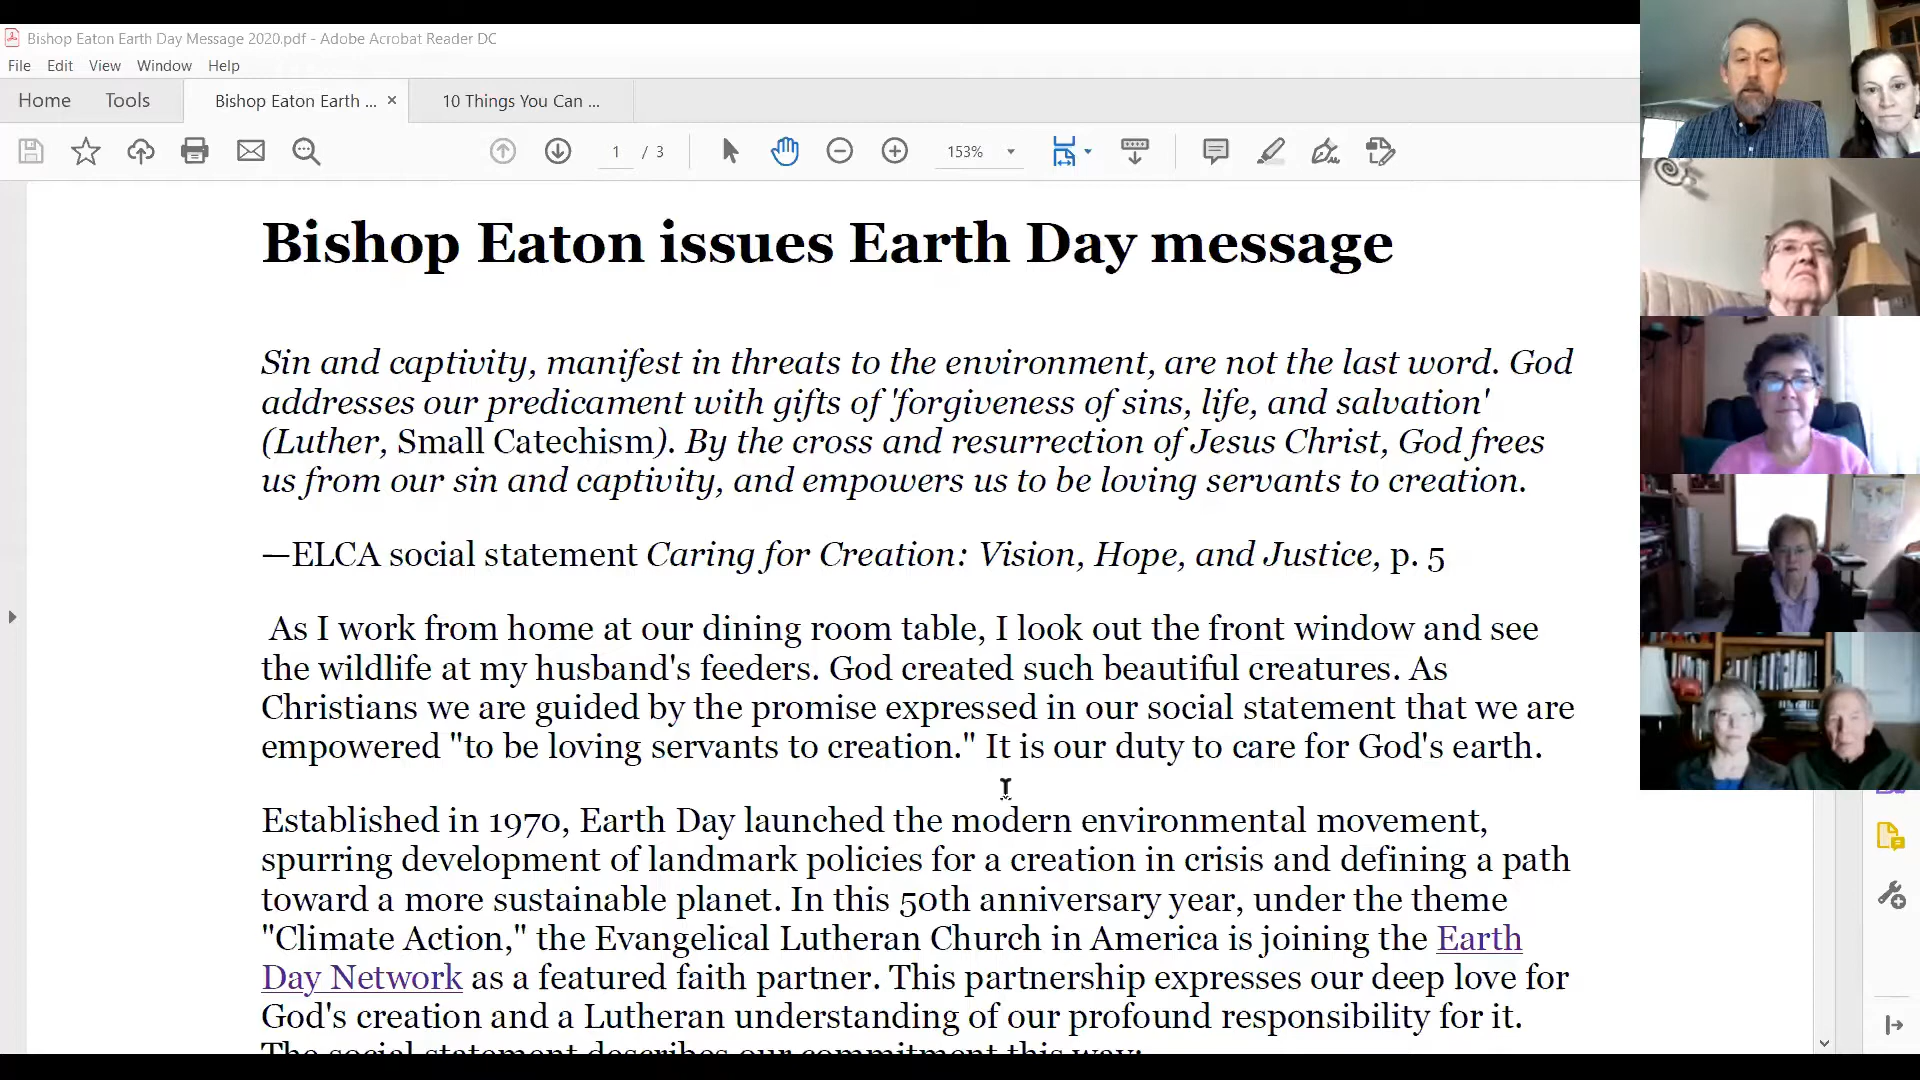 Bishop Eaton Earth Day Message 2020.pdf - Adobe Acrobat Reader DC
File Edit View Window Help
Home Tools Bishop Eaton Earth ... × 10 Things You Can ...
1 / 3 153%
Bishop Eaton issues Earth Day message
Sin and captivity, manifest in threats to the environment, are not the last word. God
addresses our predicament with gifts of 'forgiveness of sins, life, and salvation'
(Luther, Small Catechism). By the cross and resurrection of Jesus Christ, God frees
us from our sin and captivity, and empowers us to be loving servants to creation.
—ELCA social statement Caring for Creation: Vision, Hope, and Justice, p. 5
As I work from home at our dining room table, I look out the front window and see
the wildlife at my husband's feeders. God created such beautiful creatures. As
Christians we are guided by the promise expressed in our social statement that we are
empowered "to be loving servants to creation." It is our duty to care for God's earth.
Established in 1970, Earth Day launched the modern environmental movement,
spurring development of landmark policies for a creation in crisis and defining a path
toward a more sustainable planet. In this 50th anniversary year, under the theme
"Climate Action," the Evangelical Lutheran Church in America is joining the Earth
Day Network as a featured faith partner. This partnership expresses our deep love for
God's creation and a Lutheran understanding of our profound responsibility for it.
The social statement describes our commitment this way: